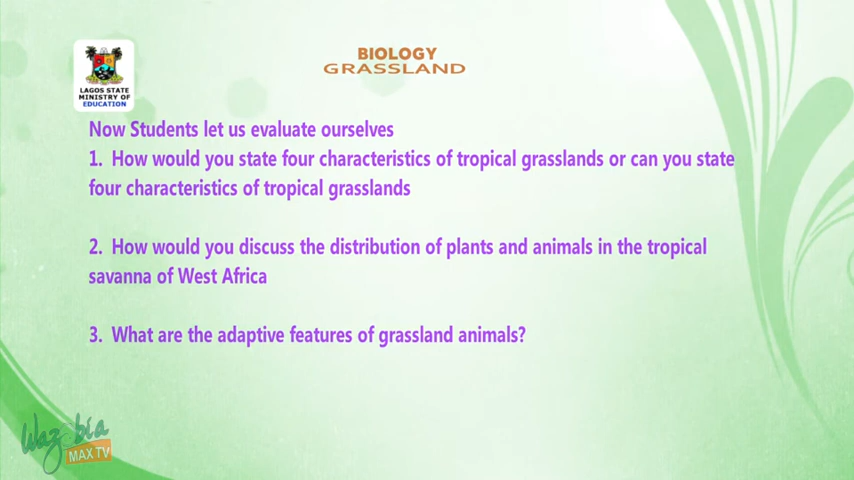 BIOLOGY
GRASSLAND
LAGOS STATE
MINISTRY OF
EDUCATION
Now Students let us evaluate ourselves
1. How would you state four characteristics of tropical grasslands or can you state
four characteristics of tropical grasslands
2. How would you discuss the distribution of plants and animals in the tropical
savanna of West Africa
3. What are the adaptive features of grassland animals?
Wazobia
MAX TV